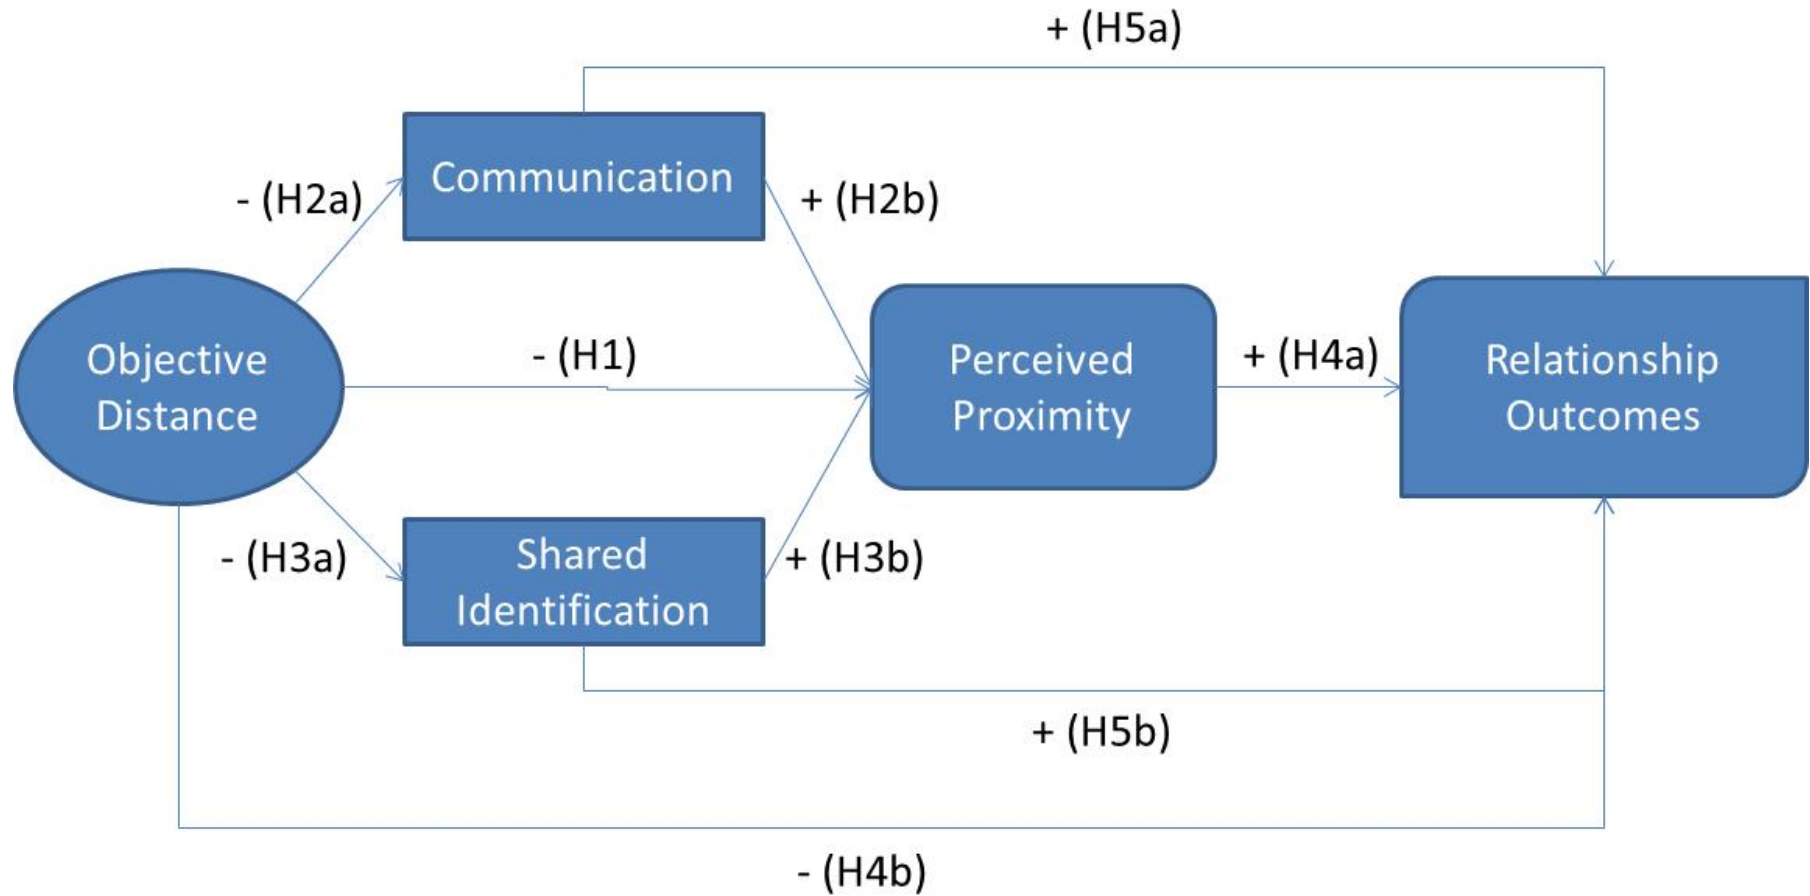 + (H5a)
Communication
- (H2a)
+ (H2b)
Objective
Distance
- (H1)
Perceived
Proximity
+ (H4a)
Relationship
Outcomes
- (H3a)
Shared
Identification
+ (H3b)
+ (H5b)
- (H4b)